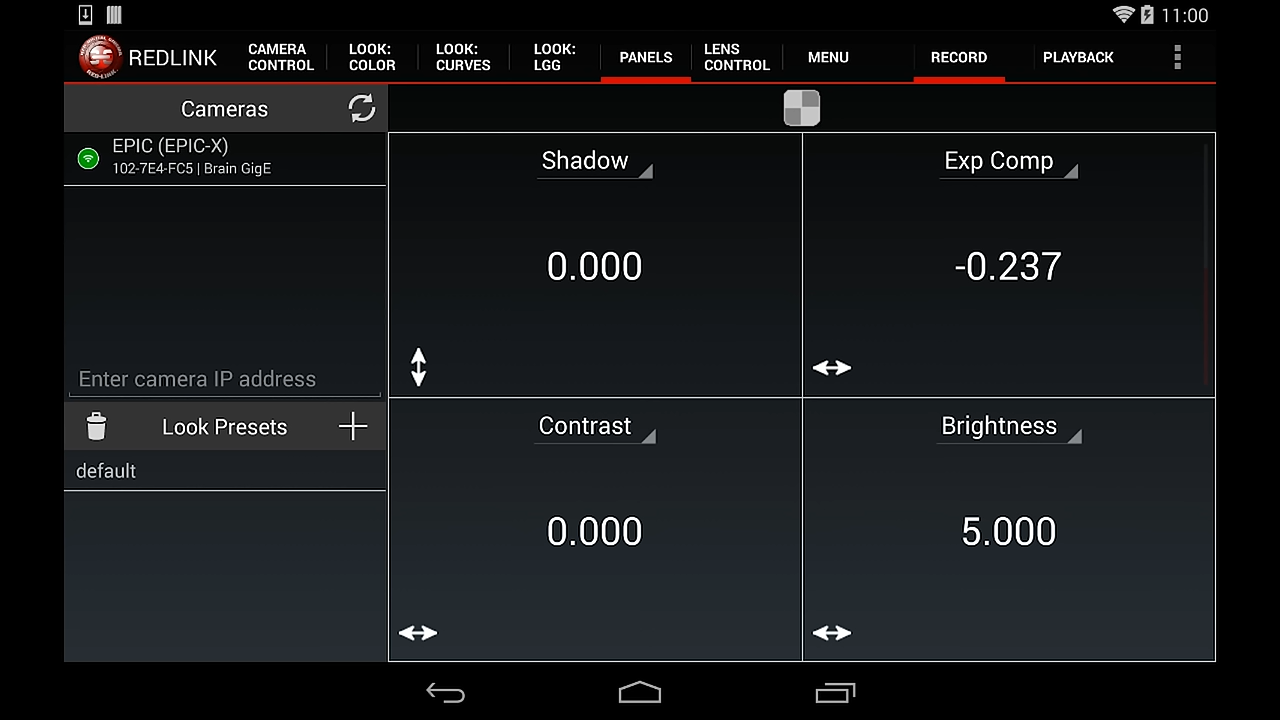 11:00
REDLINK
CAMERA
CONTROL
LOOK:
COLOR
LOOK:
CURVES
LOOK:
LGG
PANELS
LENS
CONTROL
MENU
RECORD
PLAYBACK
Cameras
EPIC (EPIC-X)
102-7E4-FC5 | Brain GigE
Enter camera IP address
Look Presets
default
Shadow
0.000
Exp Comp
-0.237
Contrast
0.000
Brightness
5.000